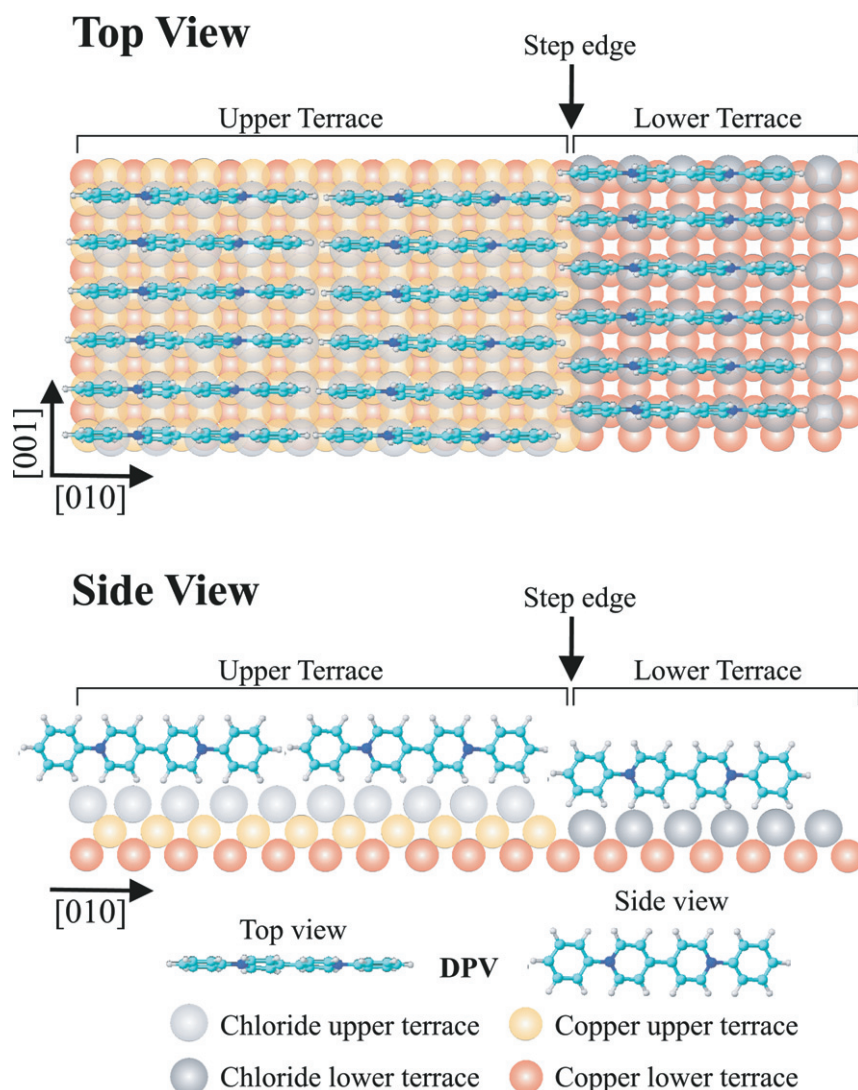 Top View
Step edge
Upper Terrace
Lower Terrace
[001]
[010]
Side View
Step edge
Upper Terrace
Lower Terrace
[010]
Top view
DPV
Side view
Chloride upper terrace
Copper upper terrace
Chloride lower terrace
Copper lower terrace